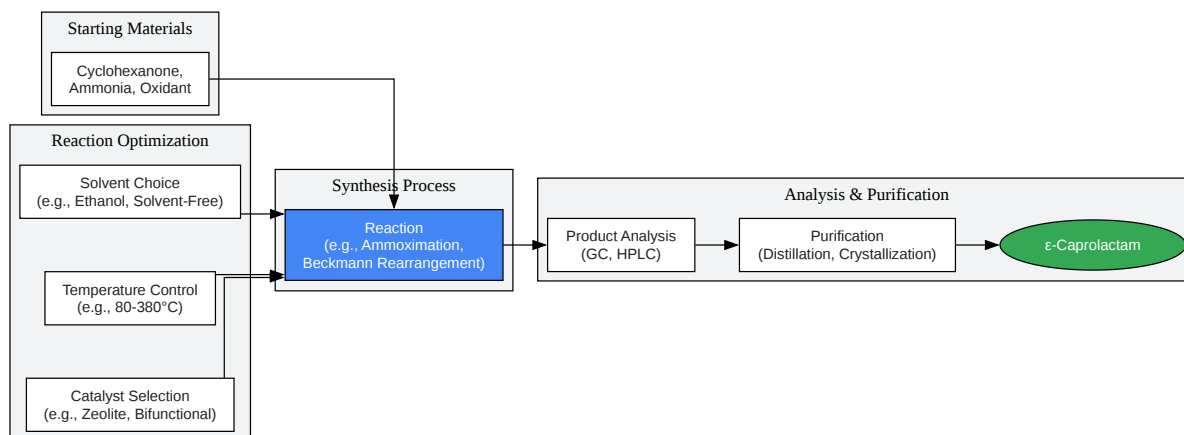 Starting Materials
Cyclohexanone,
Ammonia, Oxidant
Reaction Optimization
Solvent Choice
(e.g., Ethanol, Solvent-Free)
Temperature Control
(e.g., 80-380°C)
Catalyst Selection
(e.g., Zeolite, Bifunctional)
Synthesis Process
Reaction
(e.g., Ammoximation,
Beckmann Rearrangement)
Analysis & Purification
Product Analysis
(GC, HPLC)
Purification
(Distillation, Crystallization)
ε-Caprolactam